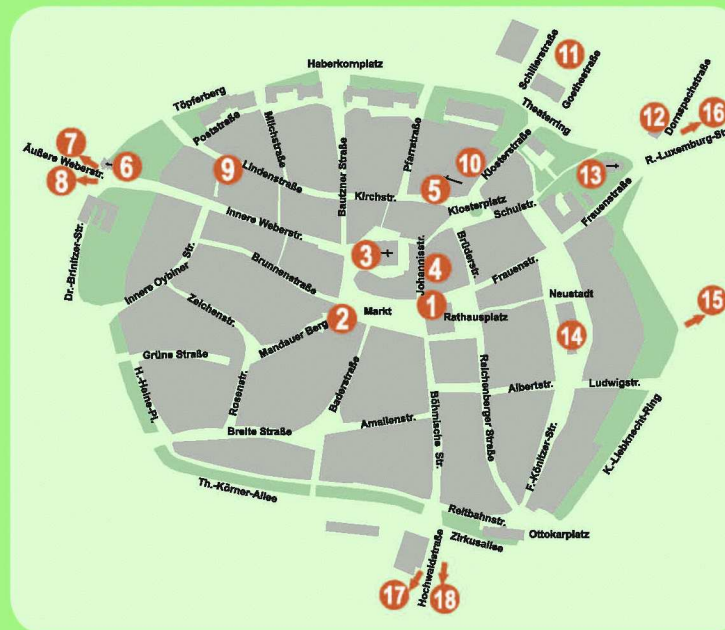 Haberkornplatz
Schillerstraße
11
Goethestraße
Theaterring
Töpferberg
Poststraße
Milchstraße
Bautzner Straße
Pfarrstraße
Klosterstraße
12
Dornspachstraße
16
R.-Luxemburg-St
7
6
Äußere Weberstr.
8
9
Lindenstraße
10
5
13
Kirchstr.
Klosterplatz
Schulstr.
Frauenstraße
Dr.-Brinitzer-Str.
Innere Weberstr.
3
4
Johannisstr.
Brüderstr.
Innere Oybiner Str.
Brunnenstraße
Frauenstr.
Zeichenstr.
Neustadt
1
15
2
Markt
Rathausplatz
Mandauer Berg
14
Grüne Straße
H.-Heine-Pl.
Rosenstr.
Baderstraße
Böhmische Str.
Reichenberger Straße
Albertstr.
Ludwigstr.
Breite Straße
Amalienstr.
F.-Könitzer-Str.
K.-Liebknecht-Ring
Th.-Körner-Allee
Reitbahnstr.
Zirkusallee
Ottokarplatz
Hochwaldstraße
17
18